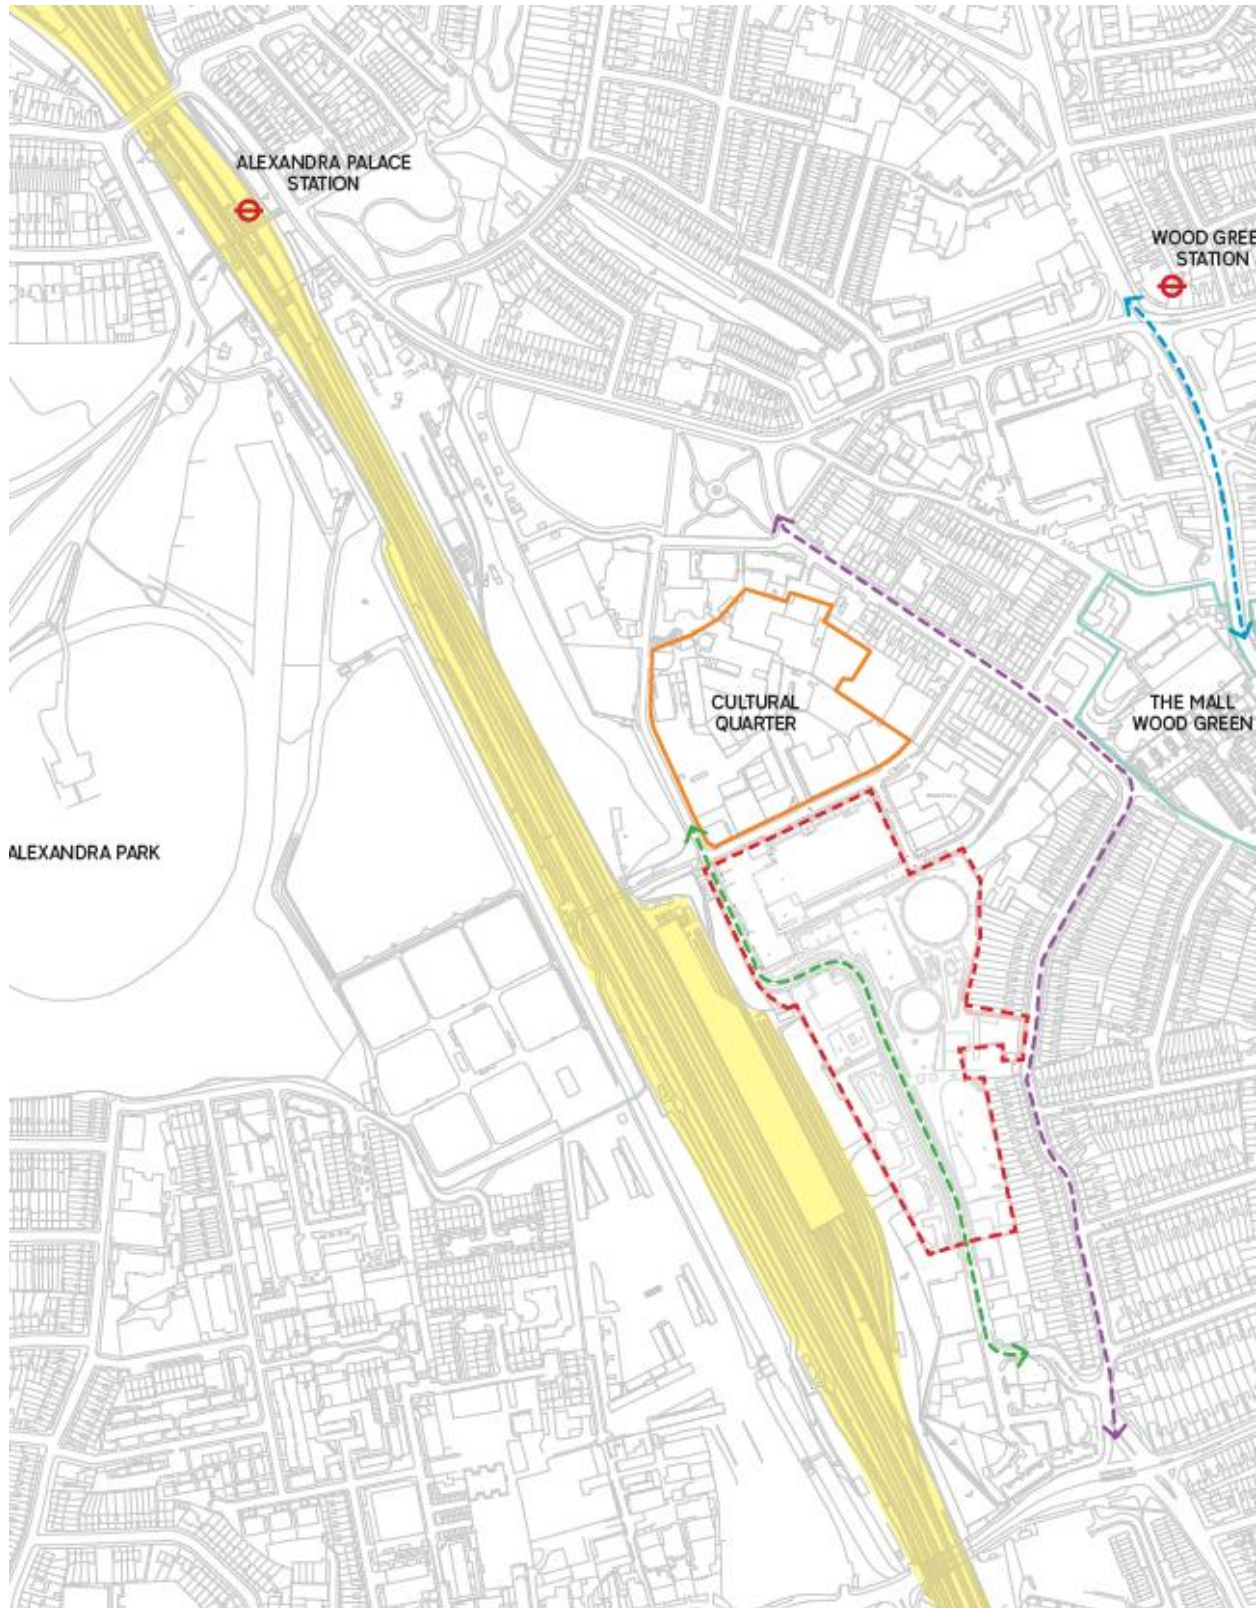 ALEXANDRA PALACE
STATION
WOOD GREE
STATION
CULTURAL
QUARTER
THE MALL
WOOD GREEN
ALEXANDRA PARK